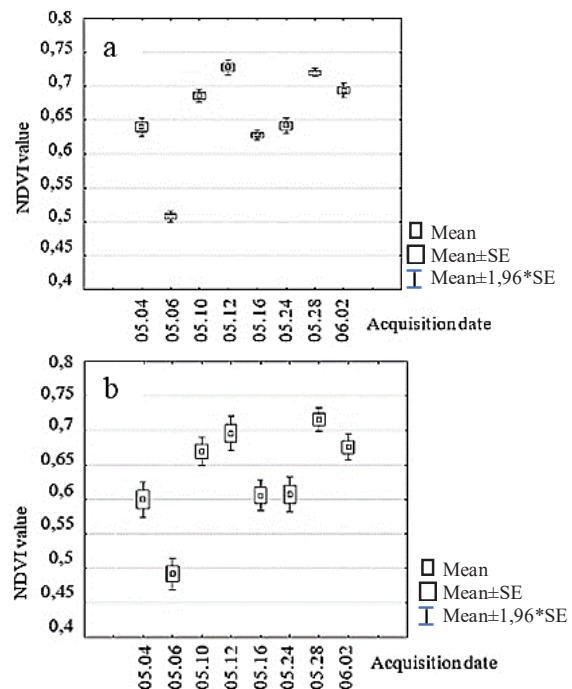 0,8
a
0,7
0,65
0,6
0,55
0,5
0,45
0,4
NDVI value
05.04
05.06
05.10
05.12
05.16
05.24
05.28
06.02
Acquisition date
Mean
Mean±SE
Mean±1,96*SE
0,8
b
0,75
0,7
0,65
0,6
0,55
0,5
0,45
0,4
NDVI value
05.04
05.06
05.10
05.12
05.16
05.24
05.28
06.02
Acquisition date
Mean
Mean±SE
Mean±1,96*SE